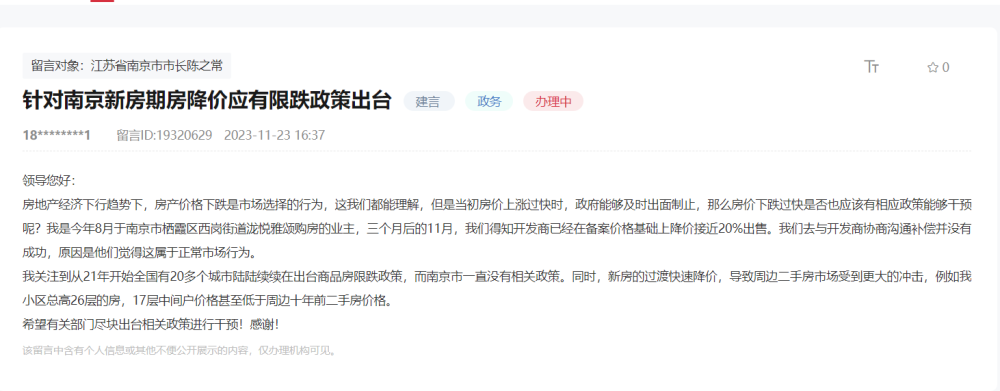 留言对象：江苏省南京市市长陈之常
0
针对南京新房期房降价应有限跌政策出台 建言 政务 办理中
18********1 留言ID:19320629 2023-11-23 16:37
领导您好：
房地产经济下行趋势下，房产价格下跌是市场选择的行为，这我们都能理解，但是当初房价上涨过快时，政府能够及时出面制止，那么房价下跌过快是否也应该有相应政策能够干预
呢？我是今年8月于南京市栖霞区西岗街道泷悦雅颂购房的业主，三个月后的11月，我们得知开发商已经在备案价格基础上降价接近20%出售。我们去与开发商协商沟通补偿并没有
成功，原因是他们觉得这属于正常市场行为。
我关注到从21年开始全国有20多个城市陆陆续续在出台商品房限跌政策，而南京市一直没有相关政策。同时，新房的过渡快速降价，导致周边二手房市场受到更大的冲击，例如我
小区总高26层的房，17层中间户价格甚至低于周边十年前二手房价格。
希望有关部门尽块出台相关政策进行干预！感谢！
该留言中含有个人信息或其他不便公开展示的内容，仅办理机构可见。